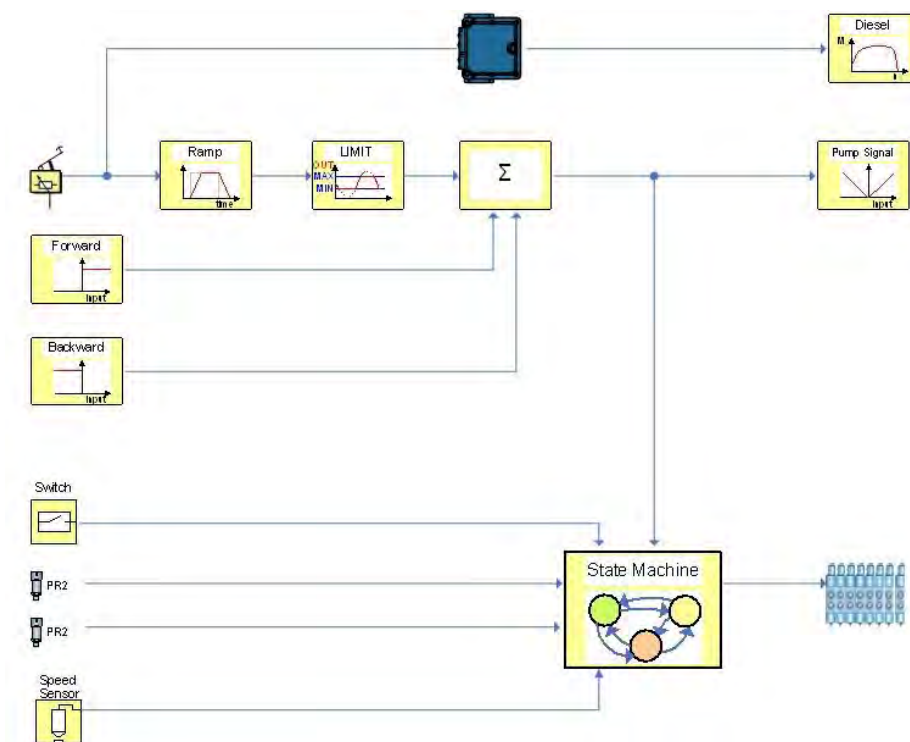 Diesel
M
Ramp
time
LIMIT
OUT
MAX
MIN
Σ
Pump Signal
Input
Forward
Input
Backward
Input
Switch
PR2
PR2
State Machine
Speed
Sensor